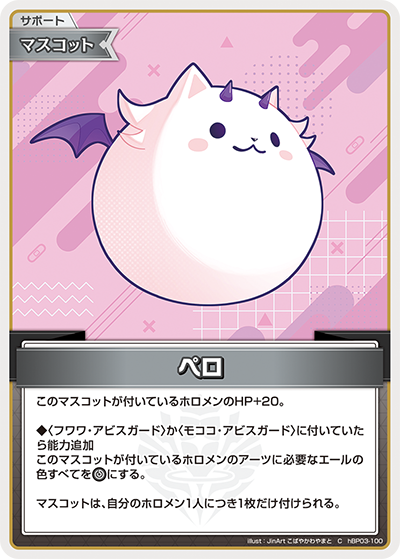 サポート
マスコット
ペロ
このマスコットが付いているホロメンのHP+20。
◆〈フワワ・アビスガード〉か〈モココ・アビスガード〉に付いていた
ら能力追加
このマスコットが付いているホロメンのアーツに必要なエールの
色すべてを にする。
マスコットは、自分のホロメン1人につき1枚だけ付けられる。
illust : JinArt こばやかわやまと C hBP03-100